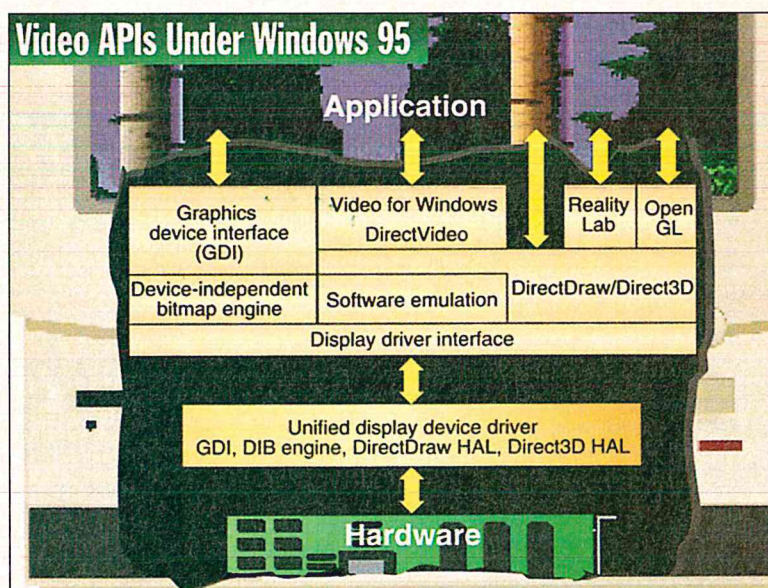 Video APIs Under Windows 95
Application
Graphics
device interface
(GDI)
Video for Windows
DirectVideo
Reality
Lab
Open
GL
Device-independent
bitmap engine
Software emulation
DirectDraw/Direct3D
Display driver interface
Unified display device driver
GDI, DIB engine, DirectDraw HAL, Direct3D HAL
Hardware